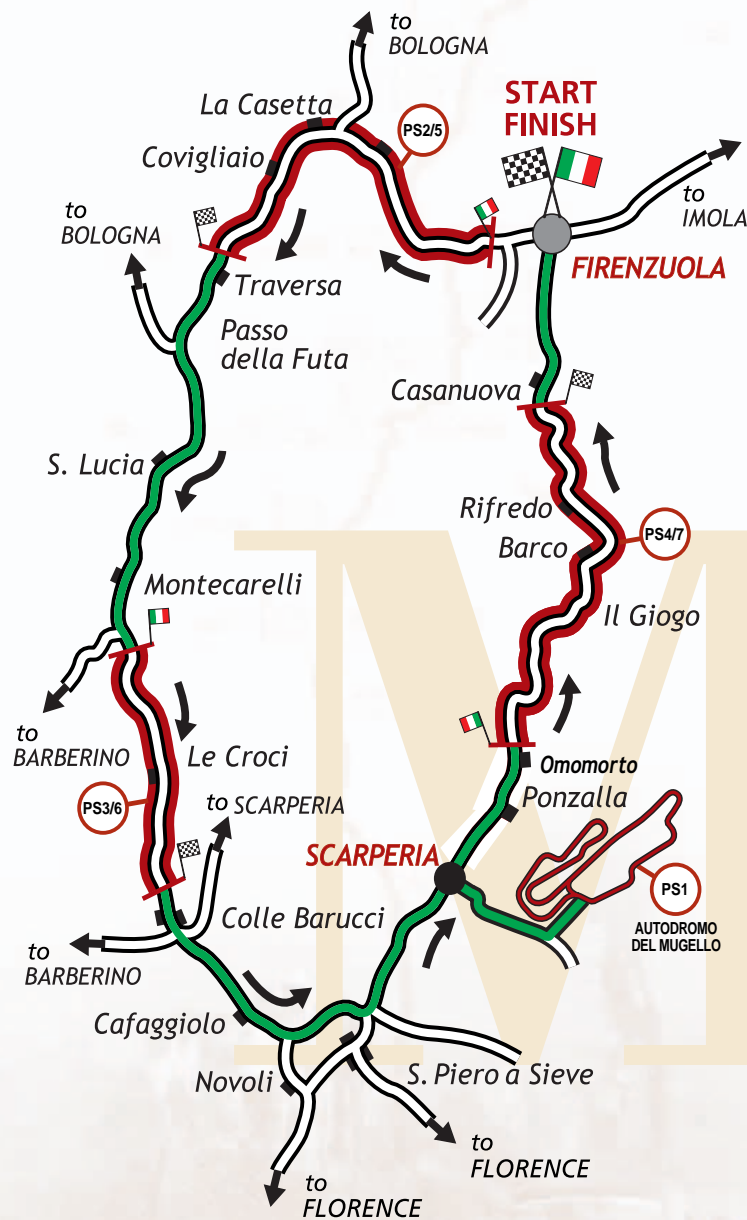 to
BOLOGNA
La Casetta
PS2/5
START
FINISH
Covigliaio
to
IMOLA
to
BOLOGNA
FIRENZUOLA
Traversa
Passo
della Futa
Casanuova
S. Lucia
Rifredo
PS4/7
Barco
Montecarelli
Il Giogo
to
BARBERINO
Le Croci
Omomorto
Ponzalla
PS3/6
to SCARPERIA
SCARPERIA
PS1
AUTODROMO
DEL MUGELLO
Colle Barucci
to
BARBERINO
Cafaggiolo
Novoli
S. Piero a Sieve
to
FLORENCE
to
FLORENCE
M